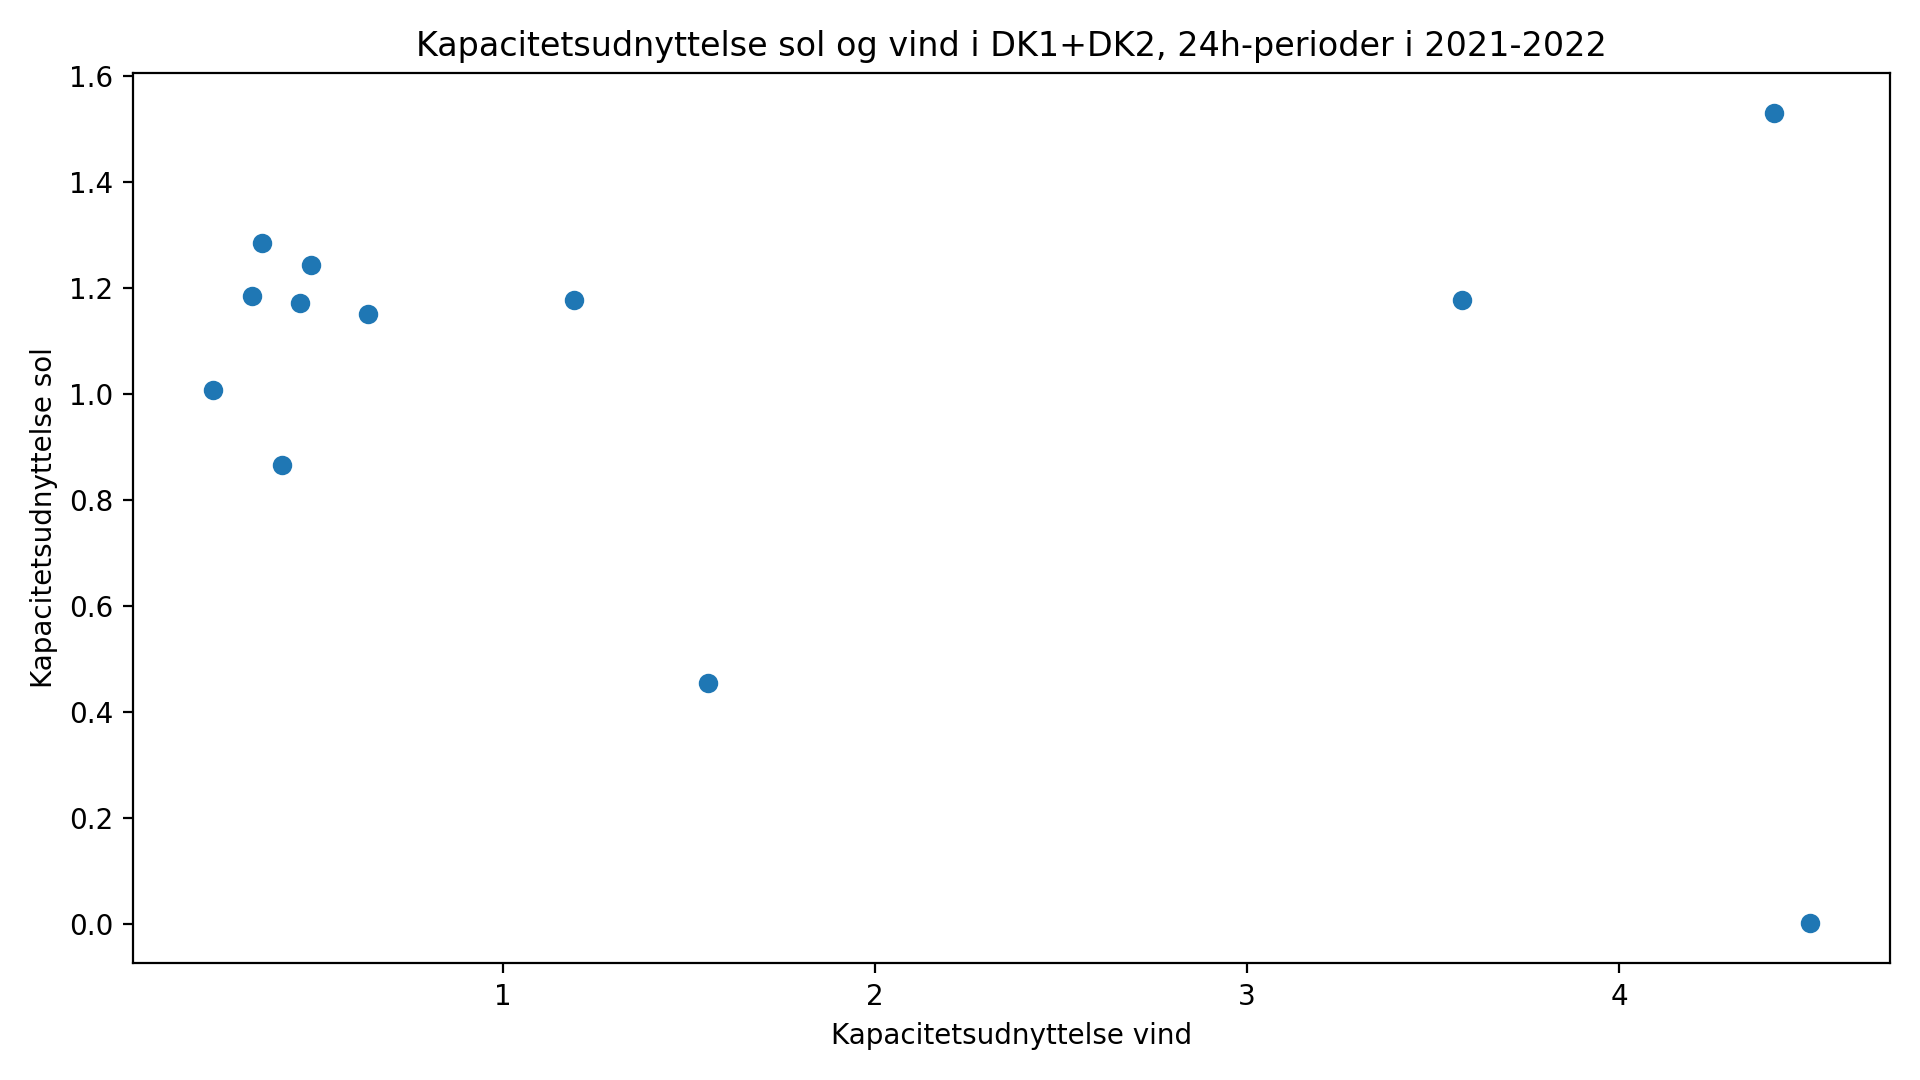 Kapacitetsudnyttelse sol og vind i DK1+DK2, 24h-perioder i 2021-2022
1.6
1.4
1.2
1.0
0.8
0.6
0.4
0.2
0.0
Kapacitetsudnyttelse sol
1 2 3 4
Kapacitetsudnyttelse vind